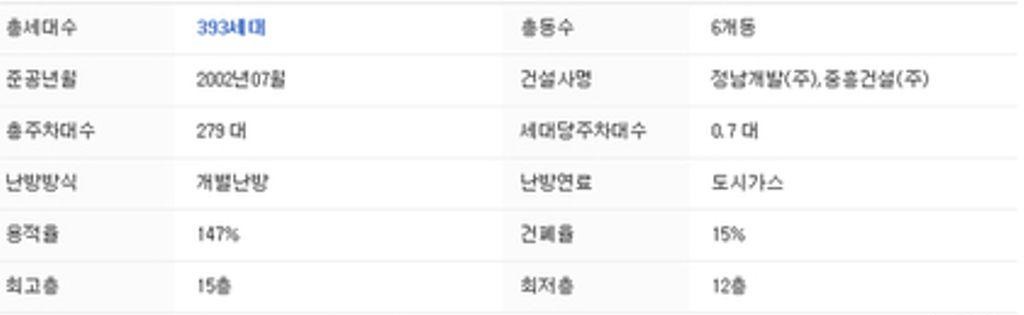 총세대수 393세대 총동수 6개동
준공년월 2002년07월 건설사명 정남개발(주),중흥건설(주)
총주차대수 279 대 세대당주차대수 0.7 대
난방방식 개별난방 난방연료 도시가스
용적율 147% 건폐율 15%
최고층 15층 최저층 12층